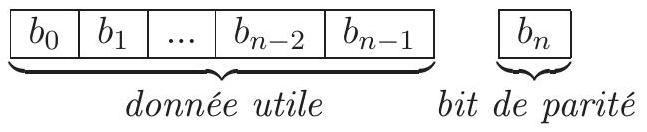 b₀ b₁ ... bₙ₋₂ bₙ₋₁ bₙ
donnée utile bit de parité